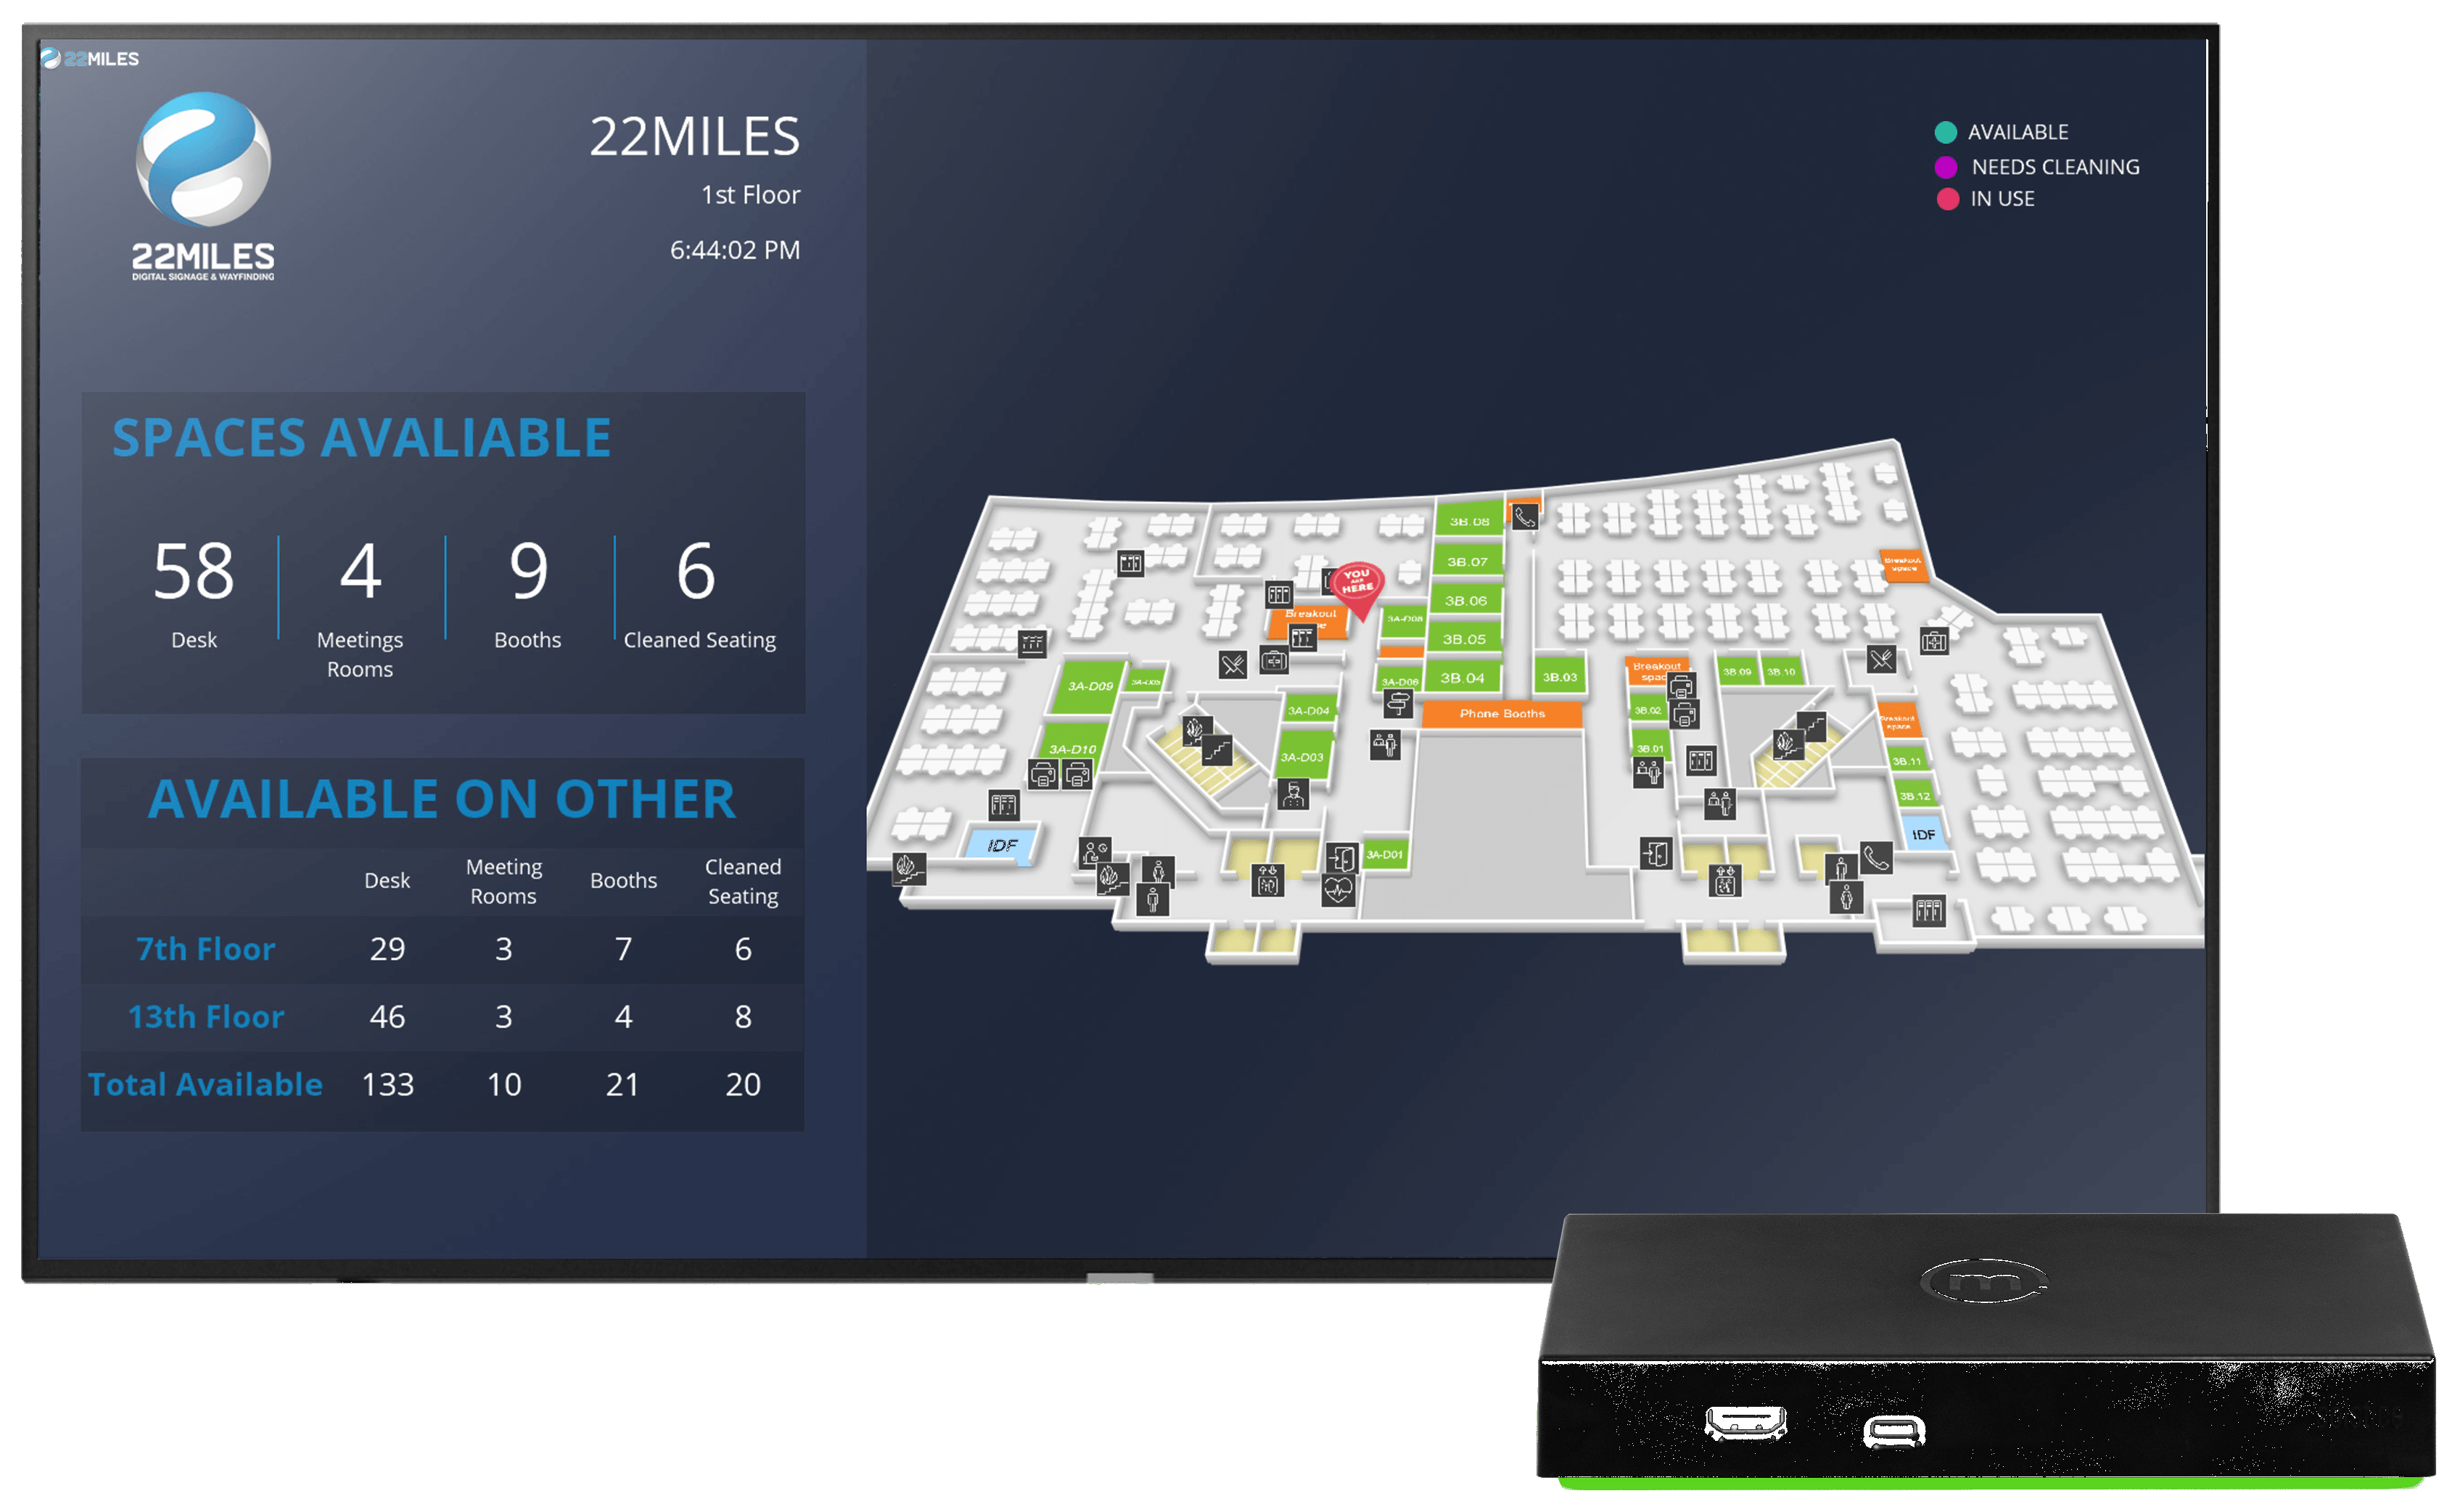 22MILES
22MILES
DIGITAL SIGNAGE & WAYFINDING
22MILES
1st Floor
6:44:02 PM
SPACES AVALIABLE
58 4 9 6
Desk Meetings Rooms Booths Cleaned Seating
AVAILABLE ON OTHER
Desk Meeting Rooms Booths Cleaned Seating
7th Floor 29 3 7 6
13th Floor 46 3 4 8
Total Available 133 10 21 20
AVAILABLE
NEEDS CLEANING
IN USE
3B.08
3B.07
3B.06
3B.05
3B.04
3B.03
YOU ARE HERE
Breakout
3A-D08
3A-D06
3A-D09
3A-D10
3A-D04
3A-D03
3A-D01
Phone Booths
Breakout space
Breakout
3B.02
3B.01
3B.09
3B.10
Breakout space
3B.11
3B.12
IDF
IDF
m